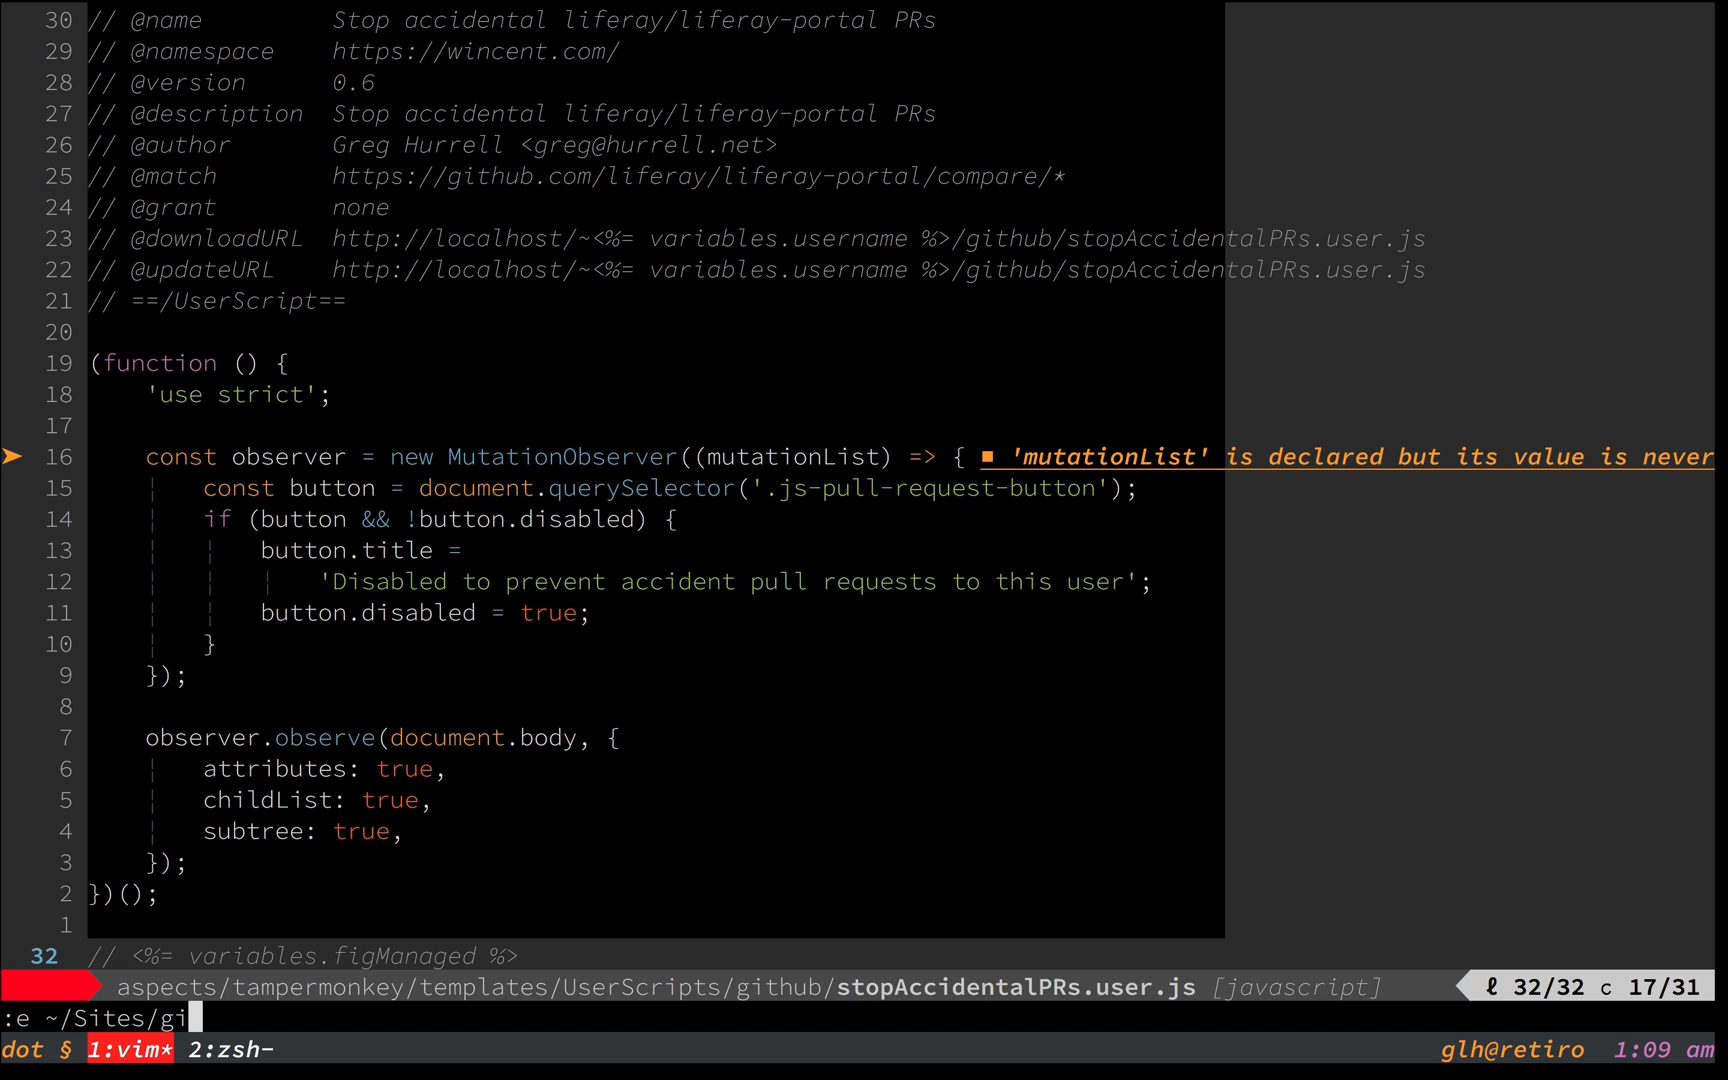 30 // @name         Stop accidental liferay/liferay-portal PRs
29 // @namespace    https://wincent.com/
28 // @version      0.6
27 // @description  Stop accidental liferay/liferay-portal PRs
26 // @author       Greg Hurrell <greg@hurrell.net>
25 // @match        https://github.com/liferay/liferay-portal/compare/*
24 // @grant        none
23 // @downloadURL  http://localhost/~<%= variables.username %>/github/stopAccidentalPRs.user.js
22 // @updateURL    http://localhost/~<%= variables.username %>/github/stopAccidentalPRs.user.js
21 // ==/UserScript==
20
19 (function () {
18     'use strict';
17
➤ 16     const observer = new MutationObserver((mutationList) => { ■ 'mutationList' is declared but its value is never
15         const button = document.querySelector('.js-pull-request-button');
14         if (button && !button.disabled) {
13             button.title =
12                 'Disabled to prevent accident pull requests to this user';
11             button.disabled = true;
10         }
9     });
8
7     observer.observe(document.body, {
6         attributes: true,
5         childList: true,
4         subtree: true,
3     });
2 })();
1
32 // <%= variables.figManaged %>
aspects/tampermonkey/templates/UserScripts/github/stopAccidentalPRs.user.js [javascript] ℓ 32/32 c 17/31
:e ~/Sites/gi
dot § 1:vim* 2:zsh- glh@retiro 1:09 am